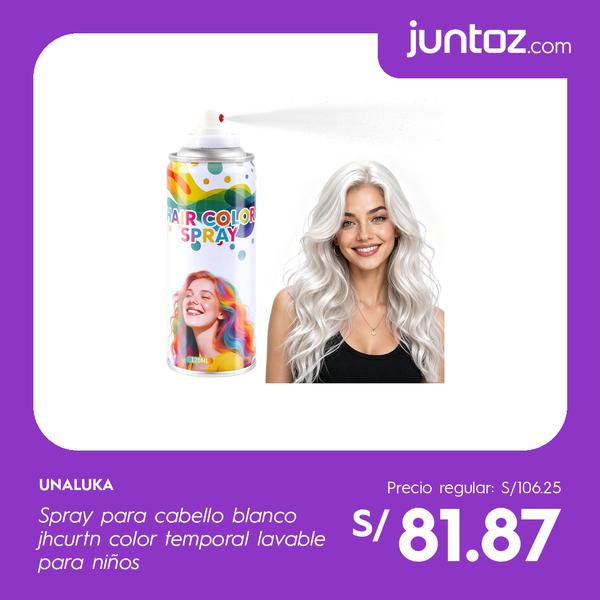 juntoz.com
HAIR COLOR
SPRAY
120ML
UNALUKA
Spray para cabello blanco
jhcurtn color temporal lavable
para niños
Precio regular: S/106.25
S/ 81.87